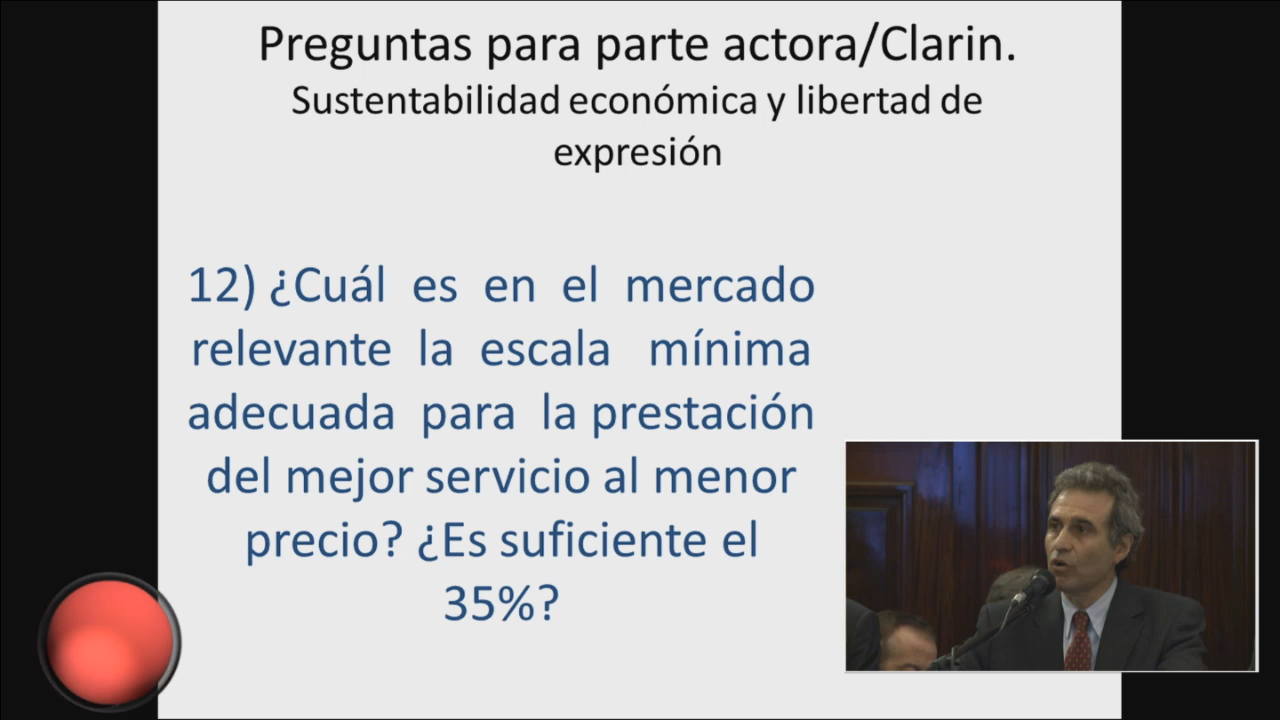 Preguntas para parte actora/Clarin.
Sustentabilidad económica y libertad de
expresión
12) ¿Cuál es en el mercado
relevante la escala mínima
adecuada para la prestación
del mejor servicio al menor
precio? ¿Es suficiente el
35%?